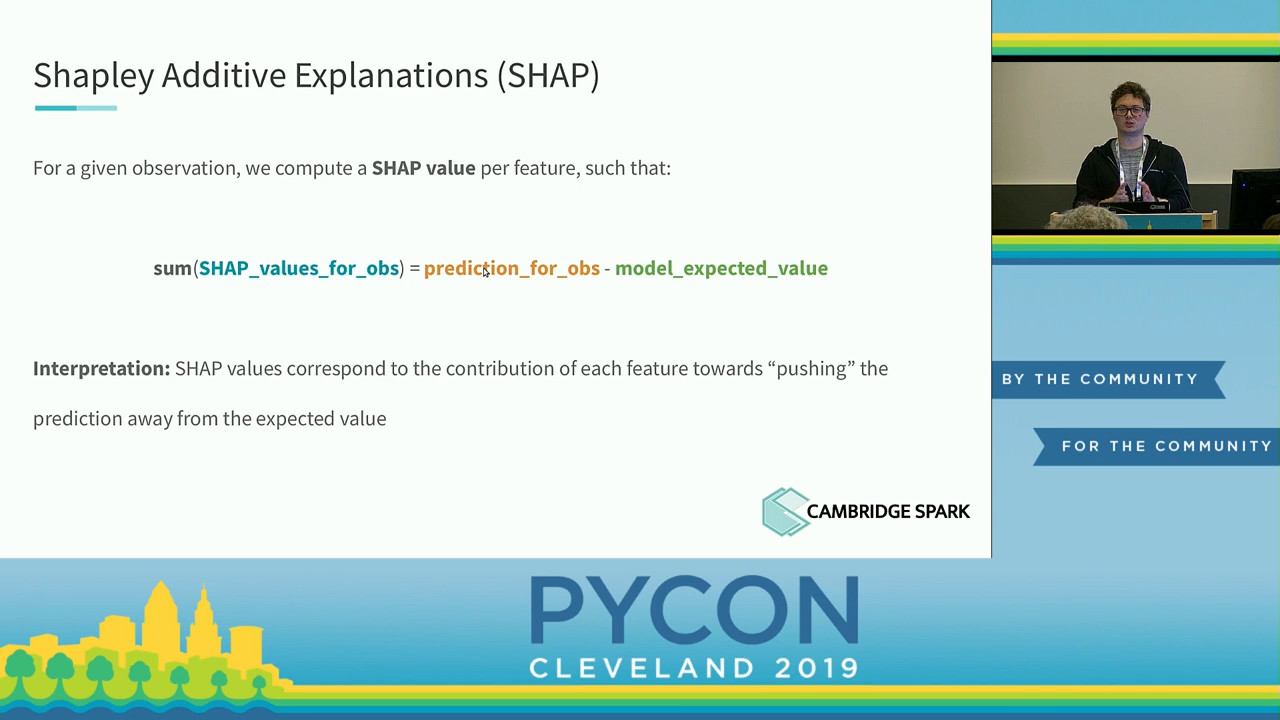 Shapley Additive Explanations (SHAP)
For a given observation, we compute a SHAP value per feature, such that:
sum(SHAP_values_for_obs) = prediction_for_obs - model_expected_value
Interpretation: SHAP values correspond to the contribution of each feature towards “pushing” the
prediction away from the expected value
CAMBRIDGE SPARK
BY THE COMMUNITY
FOR THE COMMUNITY
PYCON
CLEVELAND 2019